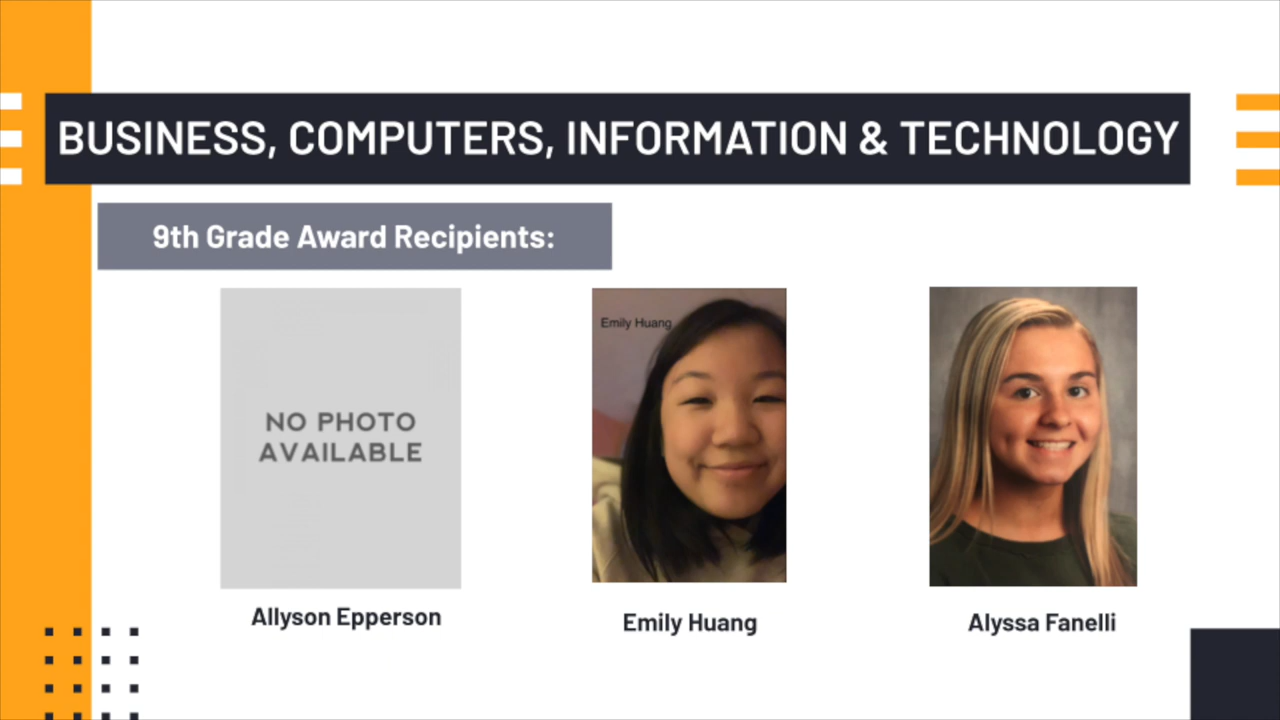 BUSINESS, COMPUTERS, INFORMATION & TECHNOLOGY
9th Grade Award Recipients:
NO PHOTO
AVAILABLE
Emily Huang
Allyson Epperson
Emily Huang
Alyssa Fanelli